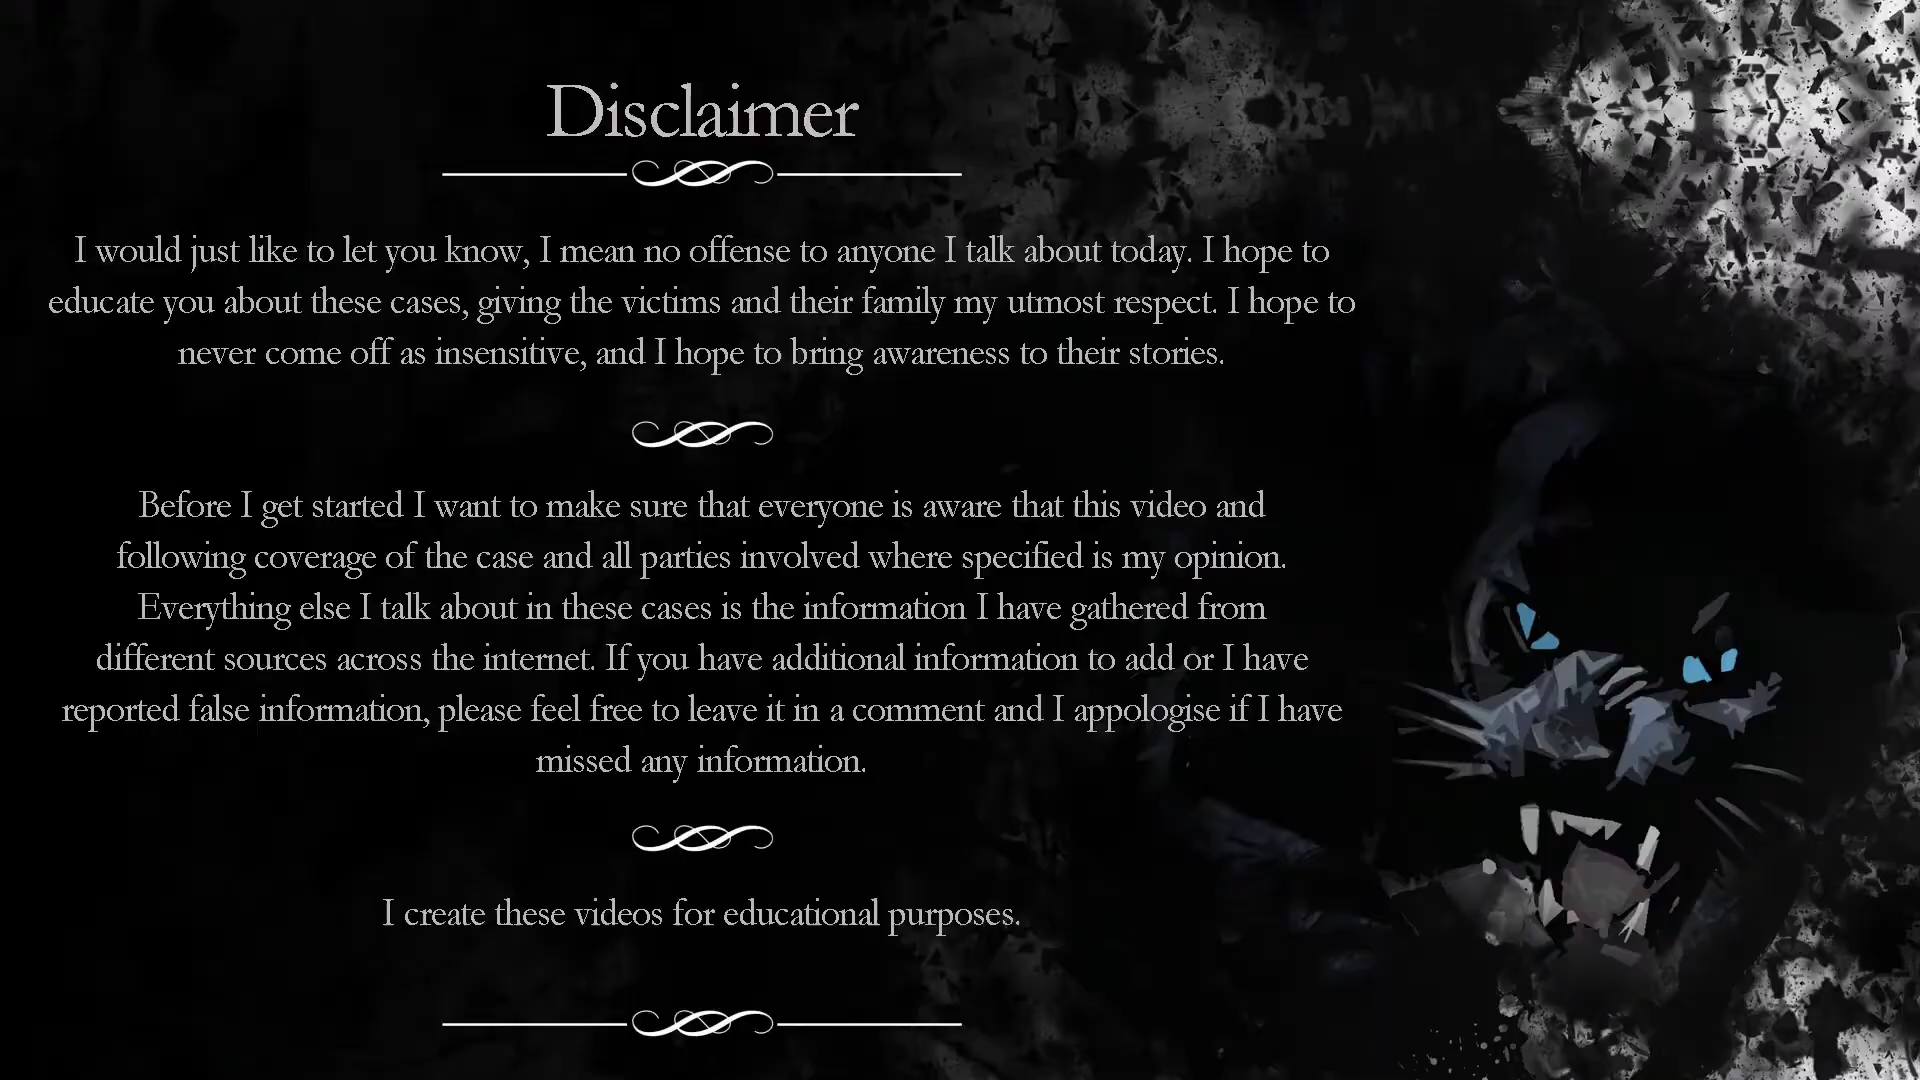 Disclaimer
I would just like to let you know, I mean no offense to anyone I talk about today. I hope to
educate you about these cases, giving the victims and their family my utmost respect. I hope to
never come off as insensitive, and I hope to bring awareness to their stories.
Before I get started I want to make sure that everyone is aware that this video and
following coverage of the case and all parties involved where specified is my opinion.
Everything else I talk about in these cases is the information I have gathered from
different sources across the internet. If you have additional information to add or I have
reported false information, please feel free to leave it in a comment and I appologise if I have
missed any information.
I create these videos for educational purposes.